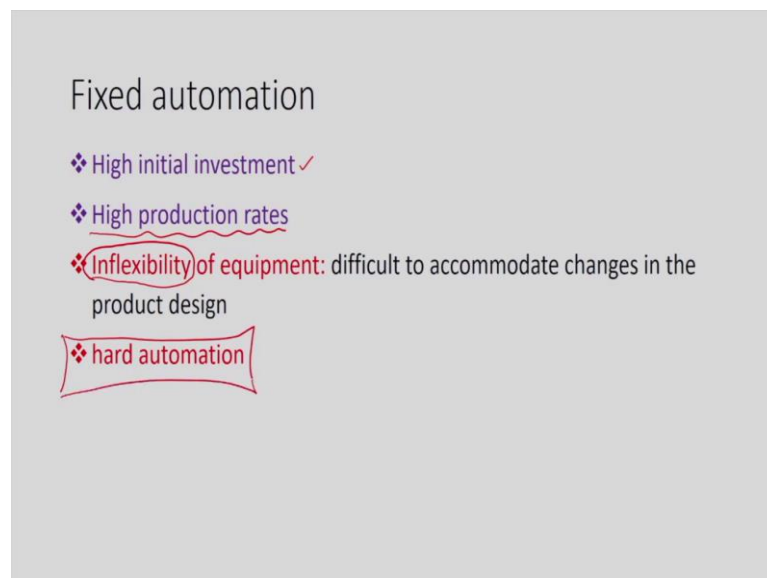 Fixed automation
❖ High initial investment ✓
❖ High production rates
❖ Inflexibility of equipment: difficult to accommodate changes in the
product design
❖ hard automation